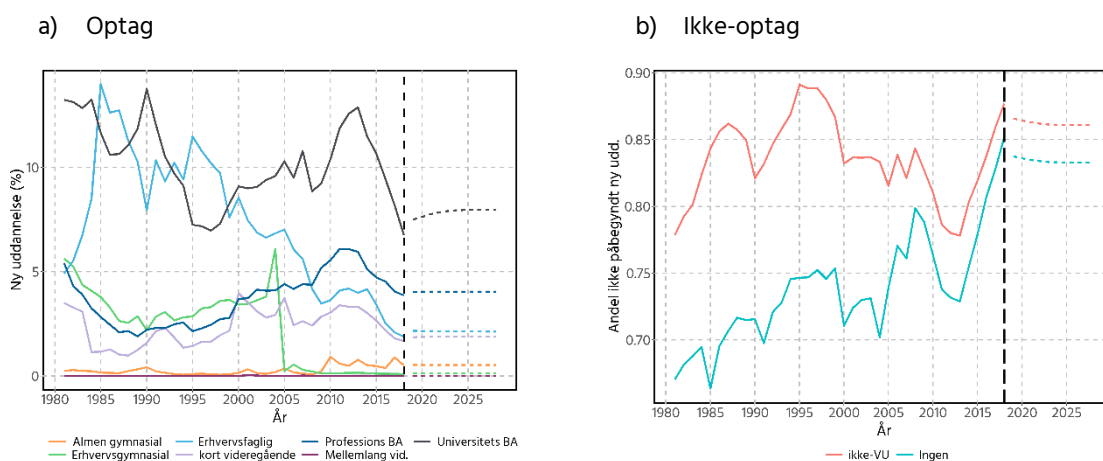 a) Optag
Ny uddannelse (%)
10
5
0
1980 1985 1990 1995 2000 2005 2010 2015 2020 2025
År
Almen gymnasial Erhvervsfaglig Professions BA Universitets BA
Erhvervsgymnasial kort videregående Mellemlang vid.
b) Ikke-optag
Andel ikke påbegyndt ny udd.
0.90
0.85
0.80
0.75
0.70
1980 1985 1990 1995 2000 2005 2010 2015 2020 2025
År
ikke-VU Ingen